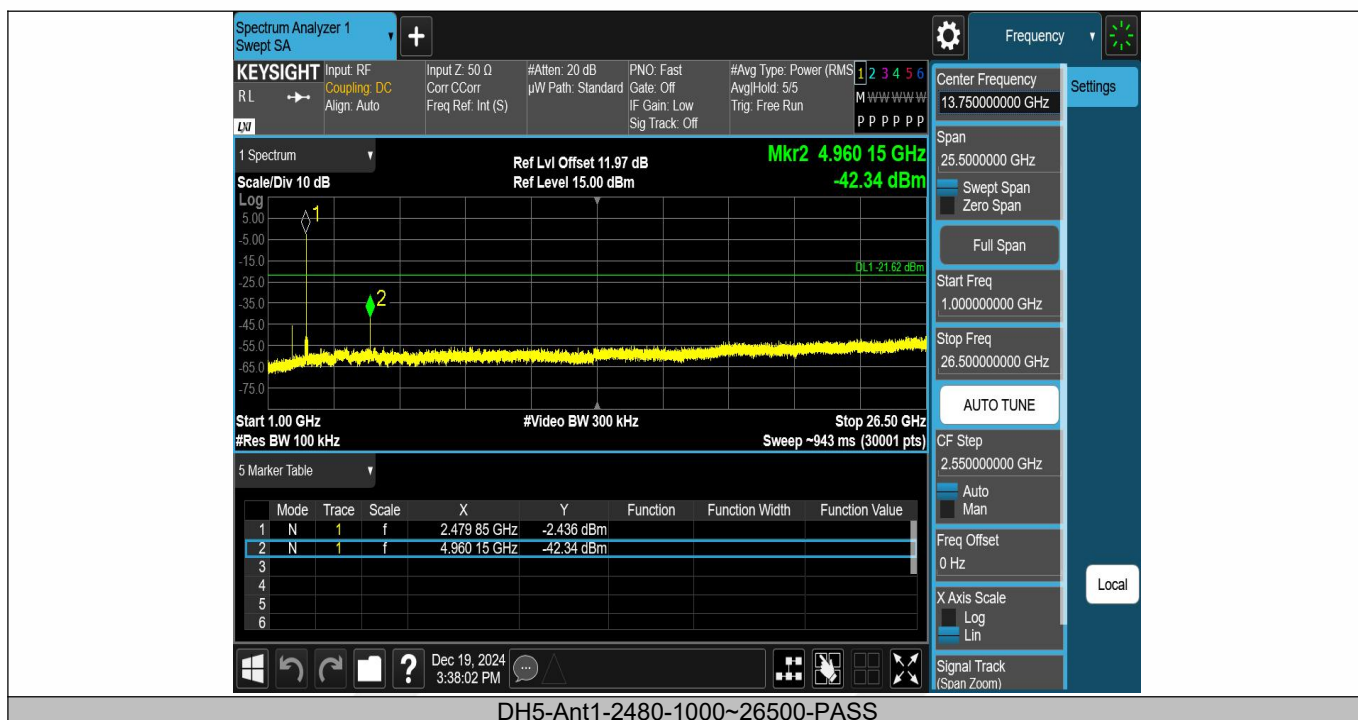 Spectrum Analyzer 1
Swept SA
Frequency
KEYSIGHT
RL
LXI
Input: RF
Coupling: DC
Align: Auto
Input Z: 50 Ω
Corr CCorr
Freq Ref: Int (S)
#Atten: 20 dB
µW Path: Standard
PNO: Fast
Gate: Off
IF Gain: Low
Sig Track: Off
#Avg Type: Power (RMS
Avg|Hold: 5/5
Trig: Free Run
1 2 3 4 5 6
M W W W W W
P P P P P P
1 Spectrum
Scale/Div 10 dB
Log
Ref Lvl Offset 11.97 dB
Ref Level 15.00 dBm
Mkr2 4.960 15 GHz
-42.34 dBm
5.00
-5.00
-15.0
-25.0
-35.0
-45.0
-55.0
-65.0
-75.0
1
2
DL1 -21.62 dBm
Start 1.00 GHz
#Res BW 100 kHz
#Video BW 300 kHz
Stop 26.50 GHz
Sweep ~943 ms (30001 pts)
5 Marker Table
Mode Trace Scale X Y Function Function Width Function Value
1 N 1 f 2.479 85 GHz -2.436 dBm
2 N 1 f 4.960 15 GHz -42.34 dBm
3
4
5
6
?
Dec 19, 2024
3:38:02 PM
Center Frequency
13.750000000 GHz
Settings
Span
25.5000000 GHz
Swept Span
Zero Span
Full Span
Start Freq
1.000000000 GHz
Stop Freq
26.500000000 GHz
AUTO TUNE
CF Step
2.550000000 GHz
Auto
Man
Freq Offset
0 Hz
X Axis Scale
Log
Lin
Local
Signal Track
(Span Zoom)
DH5-Ant1-2480-1000~26500-PASS